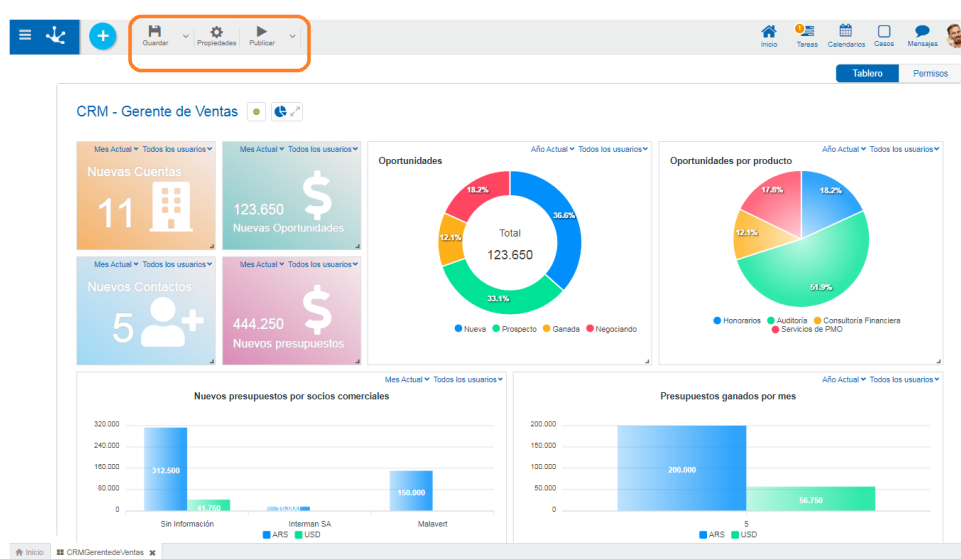 Guardar
Propiedades
Publicar
Inicio
1
Tareas
Calendarios
Casos
Mensajes
Tablero
Permisos
CRM - Gerente de Ventas
Mes Actual Todos los usuarios
Nuevas Cuentas
11
Mes Actual Todos los usuarios
123.650
Nuevas Oportunidades
Mes Actual Todos los usuarios
Nuevos Contactos
5
Mes Actual Todos los usuarios
444.250
Nuevos presupuestos
Año Actual Todos los usuarios
Oportunidades
18.2%
36.6%
12.1%
33.1%
Total
123.650
Nueva Prospecto Ganada Negociando
Año Actual Todos los usuarios
Oportunidades por producto
17.8%
18.2%
12.1%
51.9%
Honorarios Auditoría Consultoría Financiera
Servicios de PMO
Mes Actual Todos los usuarios
Nuevos presupuestos por socios comerciales
320.000
240.000
160.000
80.000
0
312.500
41.750
150.000
Sin Información
Interman SA
Malavert
ARS USD
Año Actual Todos los usuarios
Presupuestos ganados por mes
200.000
150.000
100.000
50.000
0
200.000
56.750
5
ARS USD
Inicio
CRMGerentedeVentas